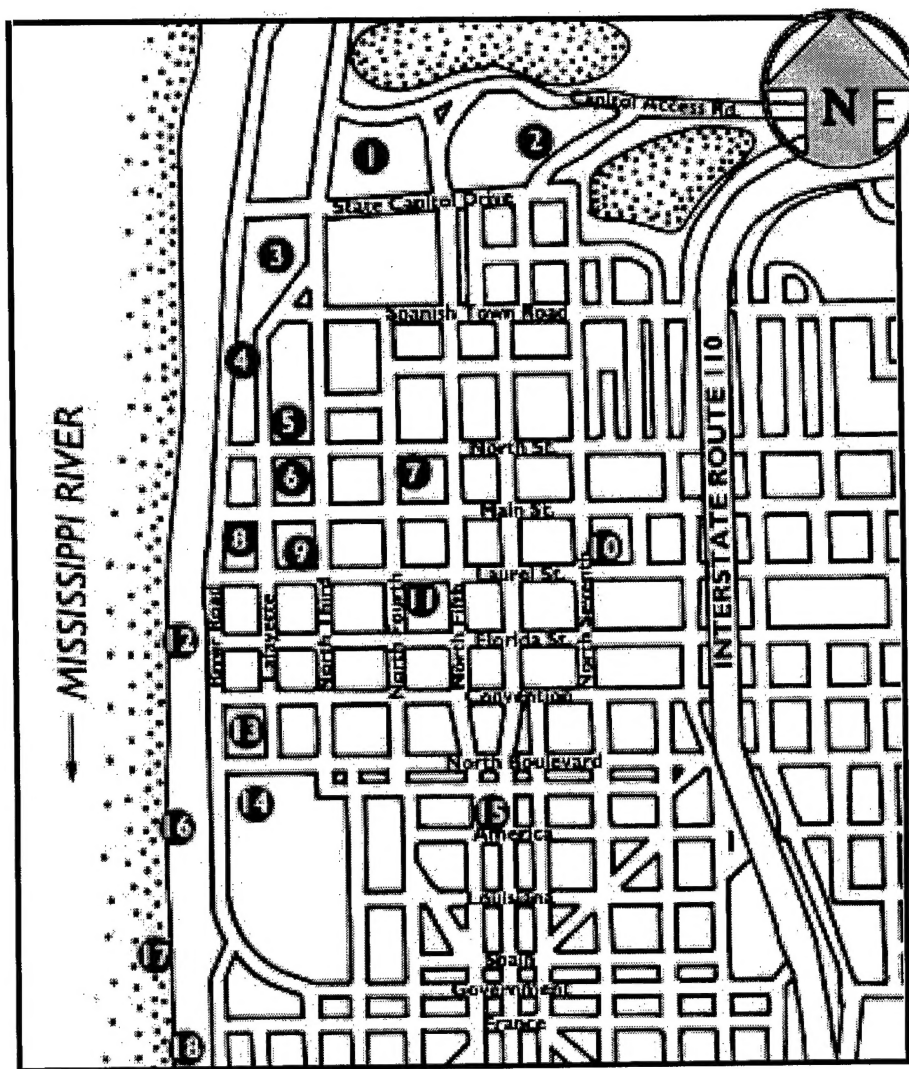 N
Capitol Access Rd.
1
2
State Capitol Drive
3
Spanish Town Road
4
INTERSTATE ROUTE 110
5
North St.
MISSISSIPPI RIVER
6
7
Main St.
8
9
10
Laurel St.
River Road
Lafayette
North Third
North Fourth
11
North Fifth
North Seventh
12
Florida St.
Convention
13
North Boulevard
14
15
16
America
Louisiana
17
Spain
Government
France
18